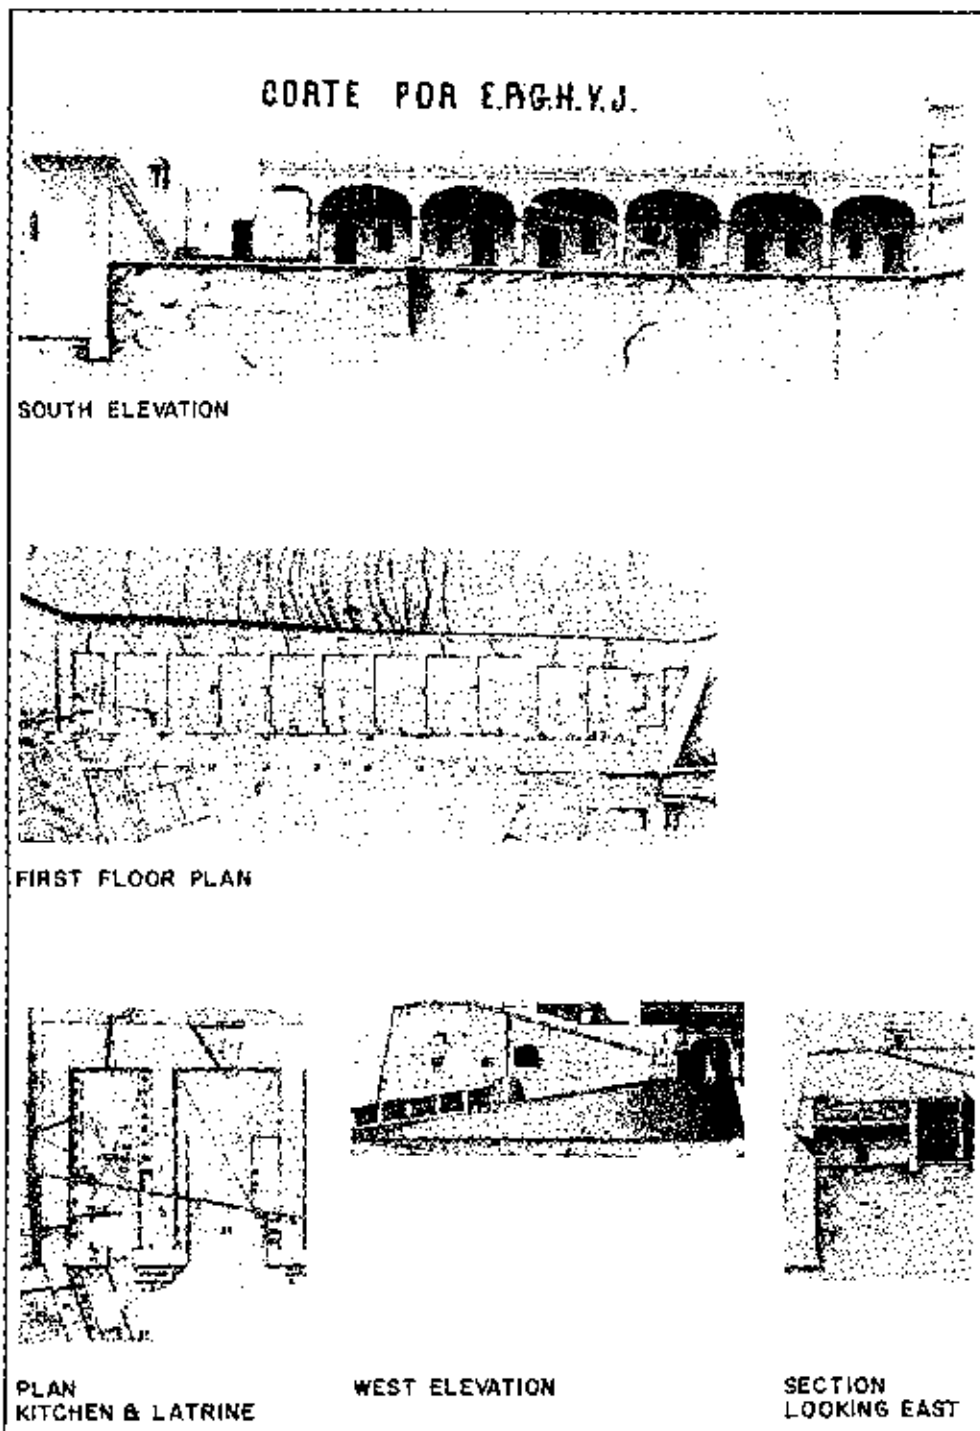 CORTE POR E.F.G.H.Y.J.
SOUTH ELEVATION
FIRST FLOOR PLAN
PLAN
KITCHEN & LATRINE
WEST ELEVATION
SECTION
LOOKING EAST